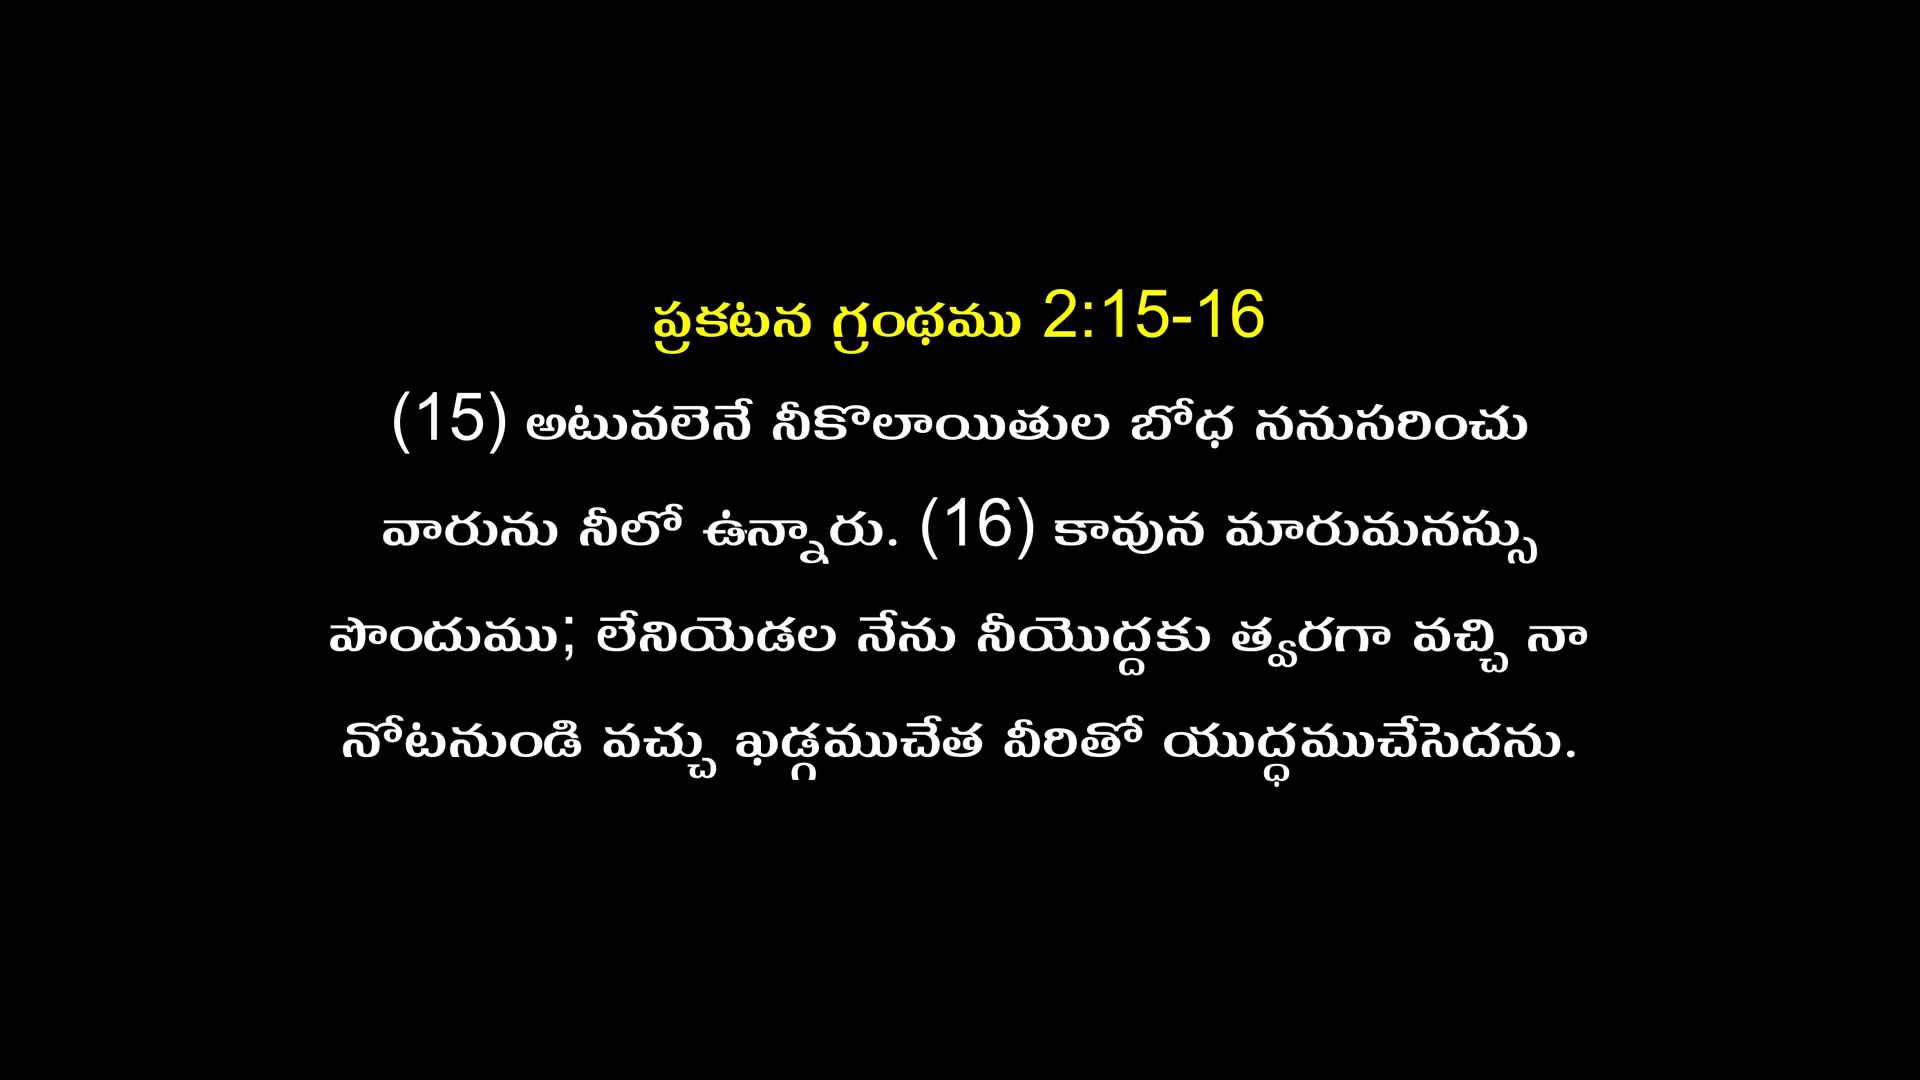 ప్రకటన గ్రంథము 2:15-16
(15) అటువలెనే నీకొలాయితుల బోధ ననుసరించు
వారును నీలో ఉన్నారు. (16) కావున మారుమనస్సు
పొందుము; లేనియెడల నేను నీయొద్దకు త్వరగా వచ్చి నా
నోటనుండి వచ్చు ఖడ్గముచేత వీరితో యుద్ధముచేసెదను.